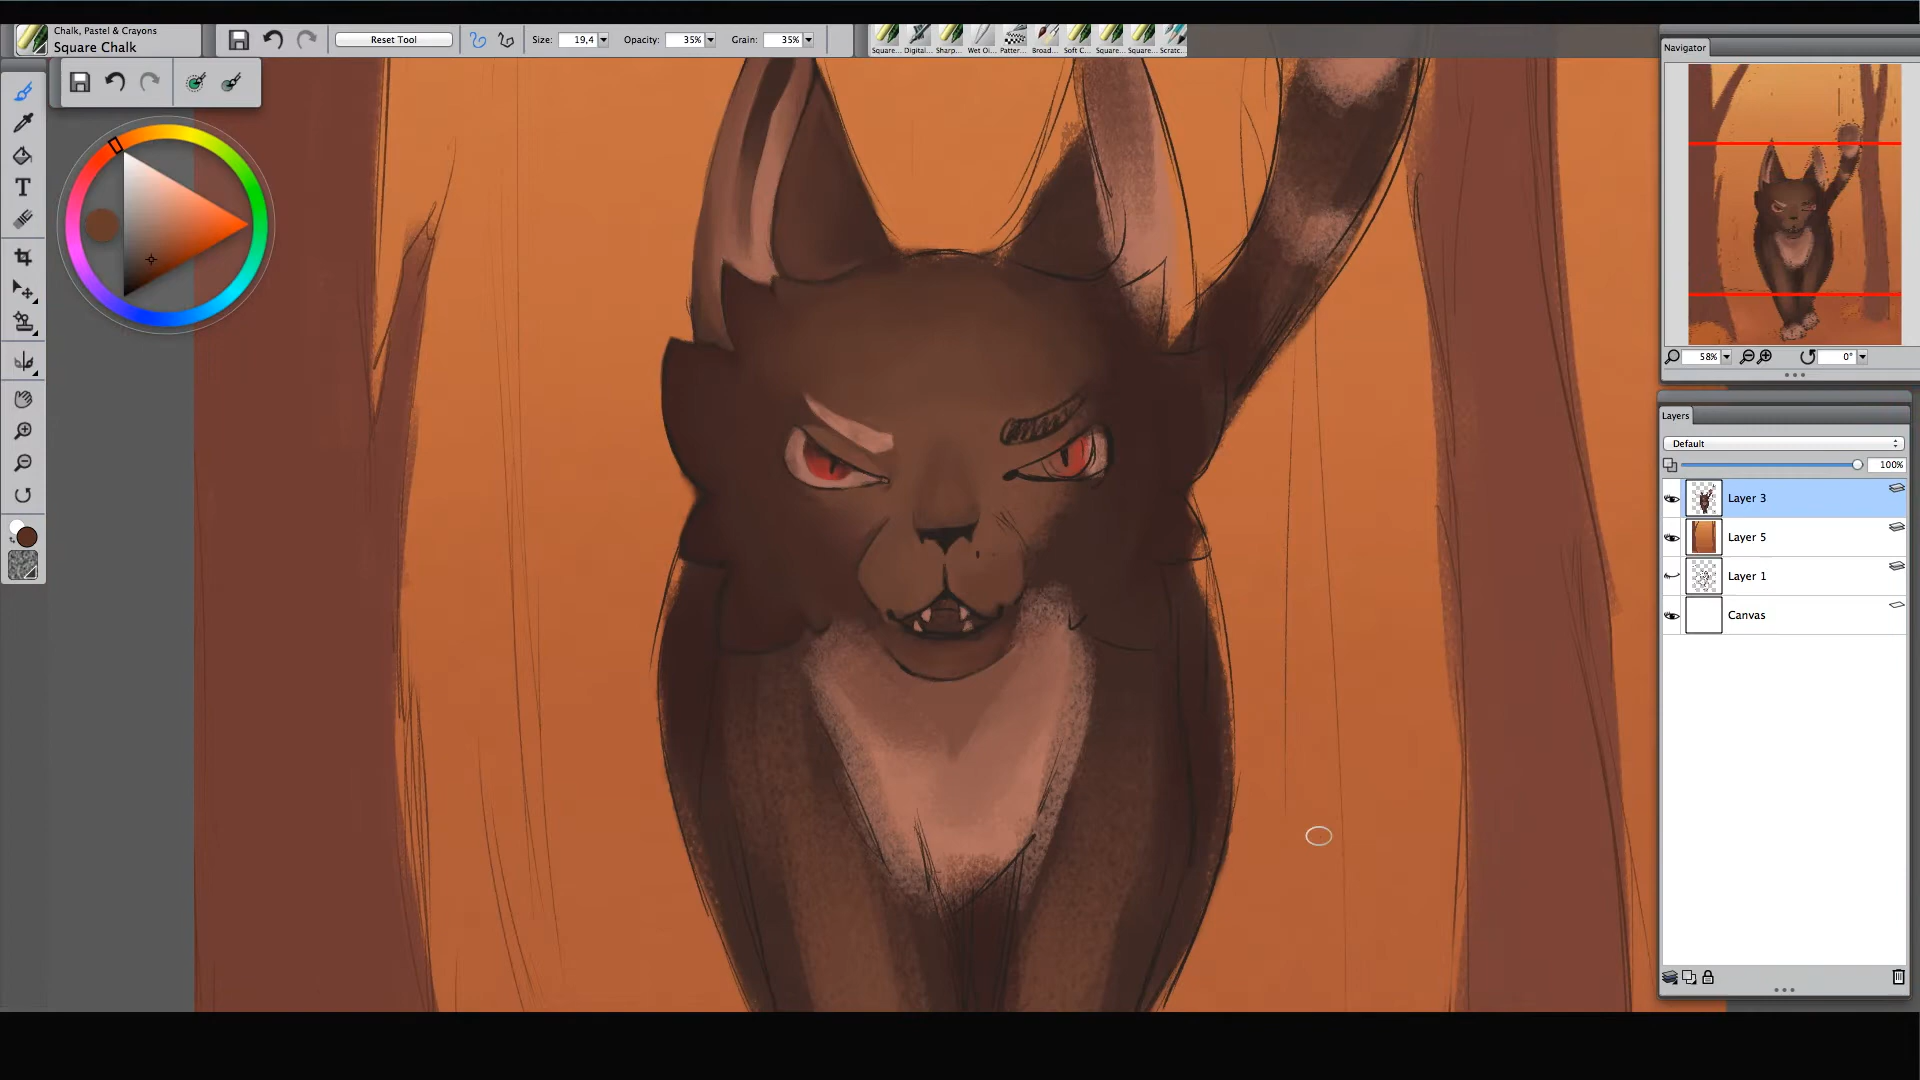 Chalk, Pastel & Crayons
Square Chalk
Reset Tool
Size: 19,4
Opacity: 35%
Grain: 35%
Square... Digital... Sharp... Wet Oi... Patter... Broad... Soft C... Square... Square... Scratc...
Navigator
58%
0°
Layers
Default
100%
Layer 3
Layer 5
Layer 1
Canvas
T